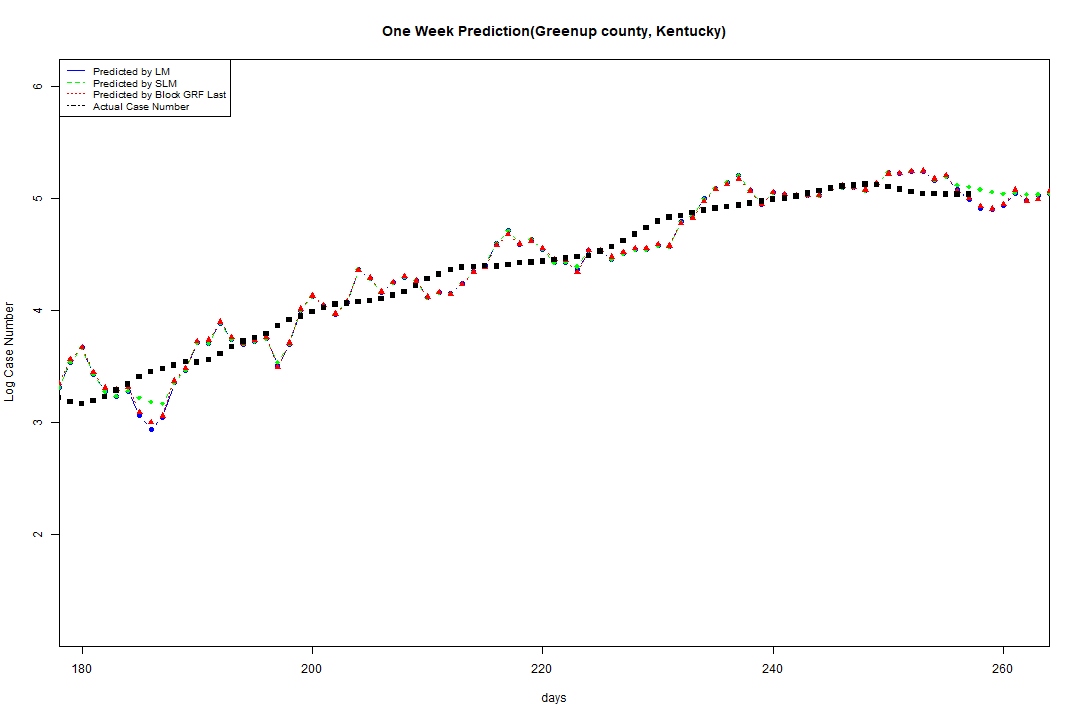 One Week Prediction(Greenup county, Kentucky)
Predicted by LM
Predicted by SLM
Predicted by Block GRF Last
Actual Case Number
6
5
4
3
2
Log Case Number
180 200 220 240 260
days